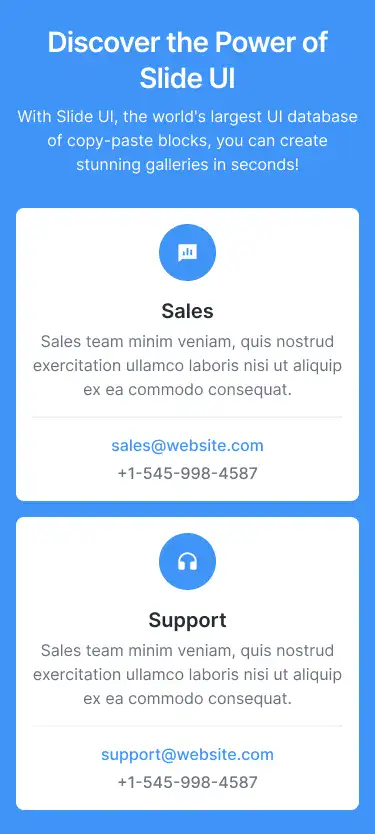 Discover the Power of
Slide UI
With Slide UI, the world's largest UI database
of copy-paste blocks, you can create
stunning galleries in seconds!
Sales
Sales team minim veniam, quis nostrud
exercitation ullamco laboris nisi ut aliquip
ex ea commodo consequat.
sales@website.com
+1-545-998-4587
Support
Sales team minim veniam, quis nostrud
exercitation ullamco laboris nisi ut aliquip
ex ea commodo consequat.
support@website.com
+1-545-998-4587